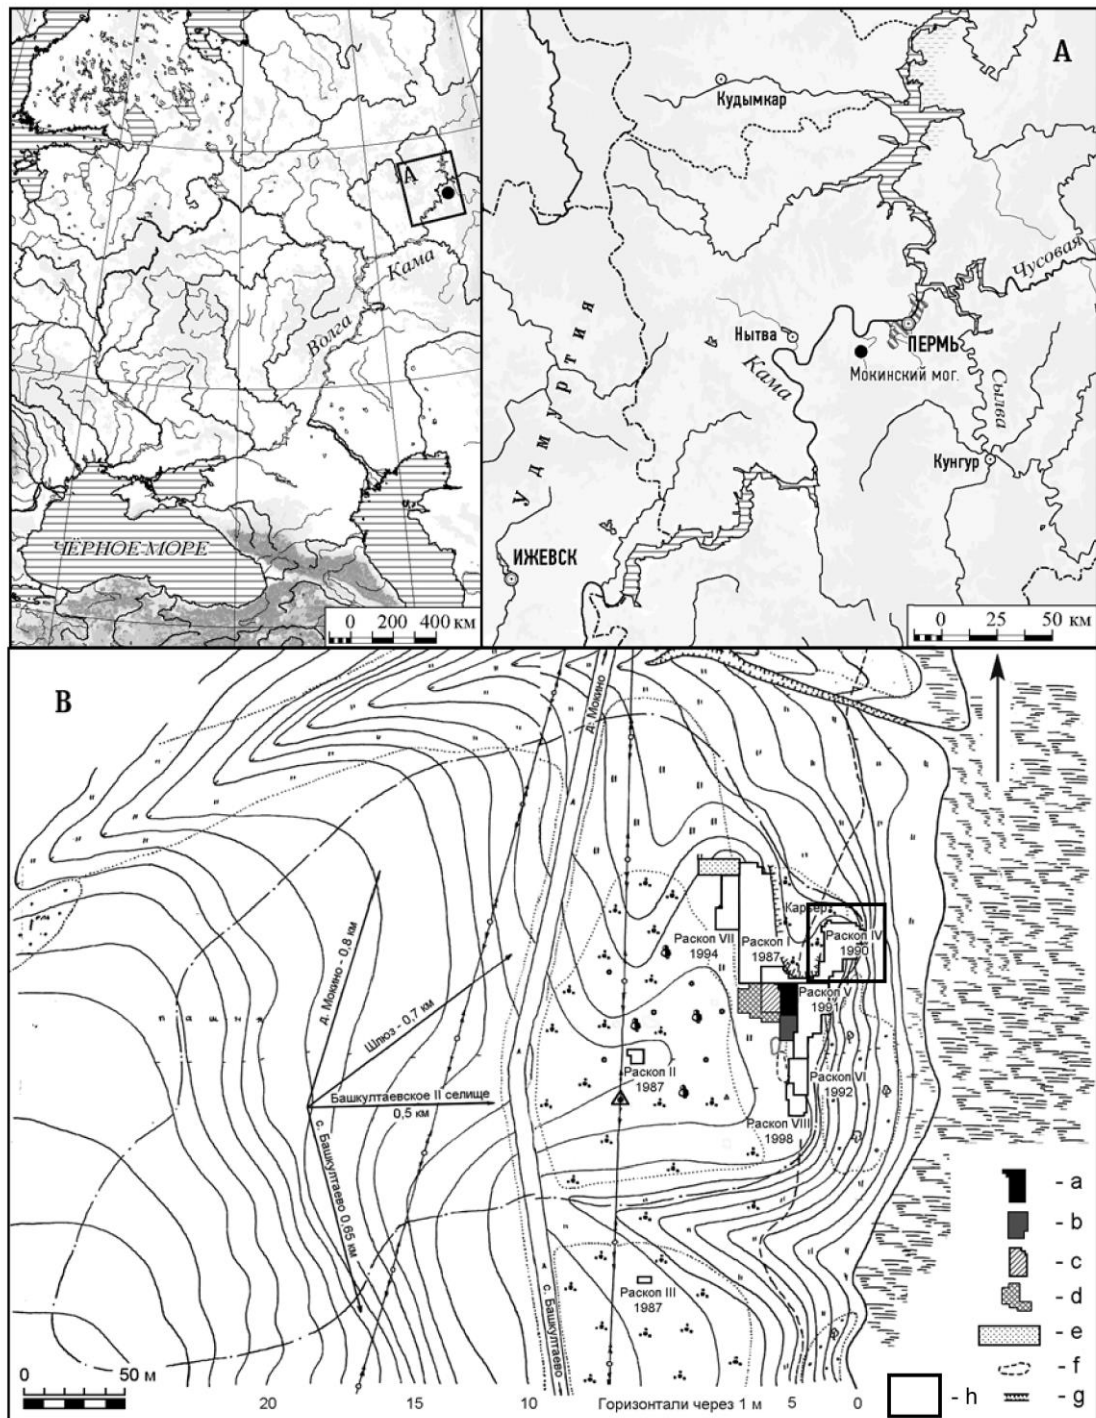 А
Кама
Волга
ЧЁРНОЕ МОРЕ
0 200 400 км
А
Кудымкар
Чусовая
Нытва
ПЕРМЬ
Кама
Мокинский мог.
Сылва
Удмуртия
Кунгур
ИЖЕВСК
0 25 50 км
В
д. Мокино
Карьер
Раскоп VII
1994
Раскоп I
1987
Раскоп IV
1990
Раскоп V
1991
д. Мокино - 0,8 км
Шлюз - 0,7 км
пашня
Раскоп II
1987
Раскоп VI
1992
Башкултаевское II селище
0,5 км
Раскоп VIII
1998
с. Башкултаево 0,65 км
Раскоп III
1987
с. Башкултаево
- a
- b
- c
- d
- e
- f
- g
- h
0 50 м
20 15 10 Горизонтали через 1 м 5 0